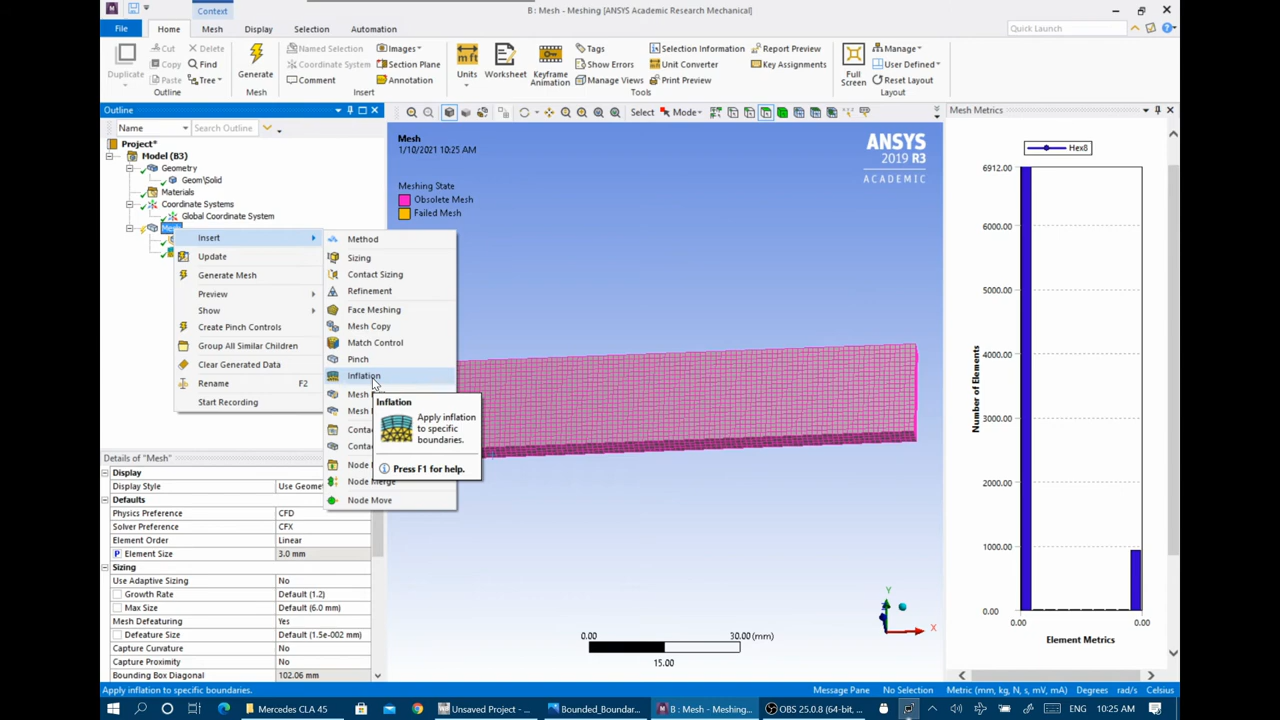 Context
B : Mesh - Meshing [ANSYS Academic Research Mechanical]
File
Home
Mesh
Display
Selection
Automation
Quick Launch
Duplicate
Cut
Copy
Paste
Delete
Find
Tree
Outline
Generate
Mesh
Named Selection
Coordinate System
Comment
Images
Section Plane
Annotation
Insert
Units
Worksheet
Keyframe
Animation
Tags
Show Errors
Manage Views
Selection Information
Unit Converter
Print Preview
Report Preview
Key Assignments
Tools
Full
Screen
Manage
User Defined
Reset Layout
Layout
Outline
Name
Search Outline
Project*
Model (B3)
Geometry
Geom\Solid
Materials
Coordinate Systems
Global Coordinate System
Mesh
Insert
Update
Generate Mesh
Preview
Show
Create Pinch Controls
Group All Similar Children
Clear Generated Data
Rename F2
Start Recording
Method
Sizing
Contact Sizing
Refinement
Face Meshing
Mesh Copy
Match Control
Pinch
Inflation
Mesh
Mesh
Node
Node Merge
Node Move
Inflation
Apply inflation
to specific
boundaries.
Press F1 for help.
Select
Mode
Mesh
1/10/2021 10:25 AM
Meshing State
Obsolete Mesh
Failed Mesh
ANSYS
2019 R3
ACADEMIC
Y
X
0.00
30.00 (mm)
15.00
Mesh Metrics
Hex8
6912.00
6000.00
5000.00
4000.00
3000.00
2000.00
1000.00
0.00
Number of Elements
0.00
0.00
Element Metrics
Details of "Mesh"
Display
Display Style Use Geome
Defaults
Physics Preference CFD
Solver Preference CFX
Element Order Linear
P Element Size 3.0 mm
Sizing
Use Adaptive Sizing No
Growth Rate Default (1.2)
Max Size Default (6.0 mm)
Mesh Defeaturing Yes
Defeature Size Default (1.5e-002 mm)
Capture Curvature No
Capture Proximity No
Bounding Box Diagonal 102.06 mm
Apply inflation to specific boundaries.
Message Pane
No Selection
Metric (mm, kg, N, s, mV, mA)
Degrees
rad/s
Celsius
Mercedes CLA 45
Unsaved Project - ...
Bounded_Boundar...
B : Mesh - Meshing...
OBS 25.0.8 (64-bit, ...
10:25 AM